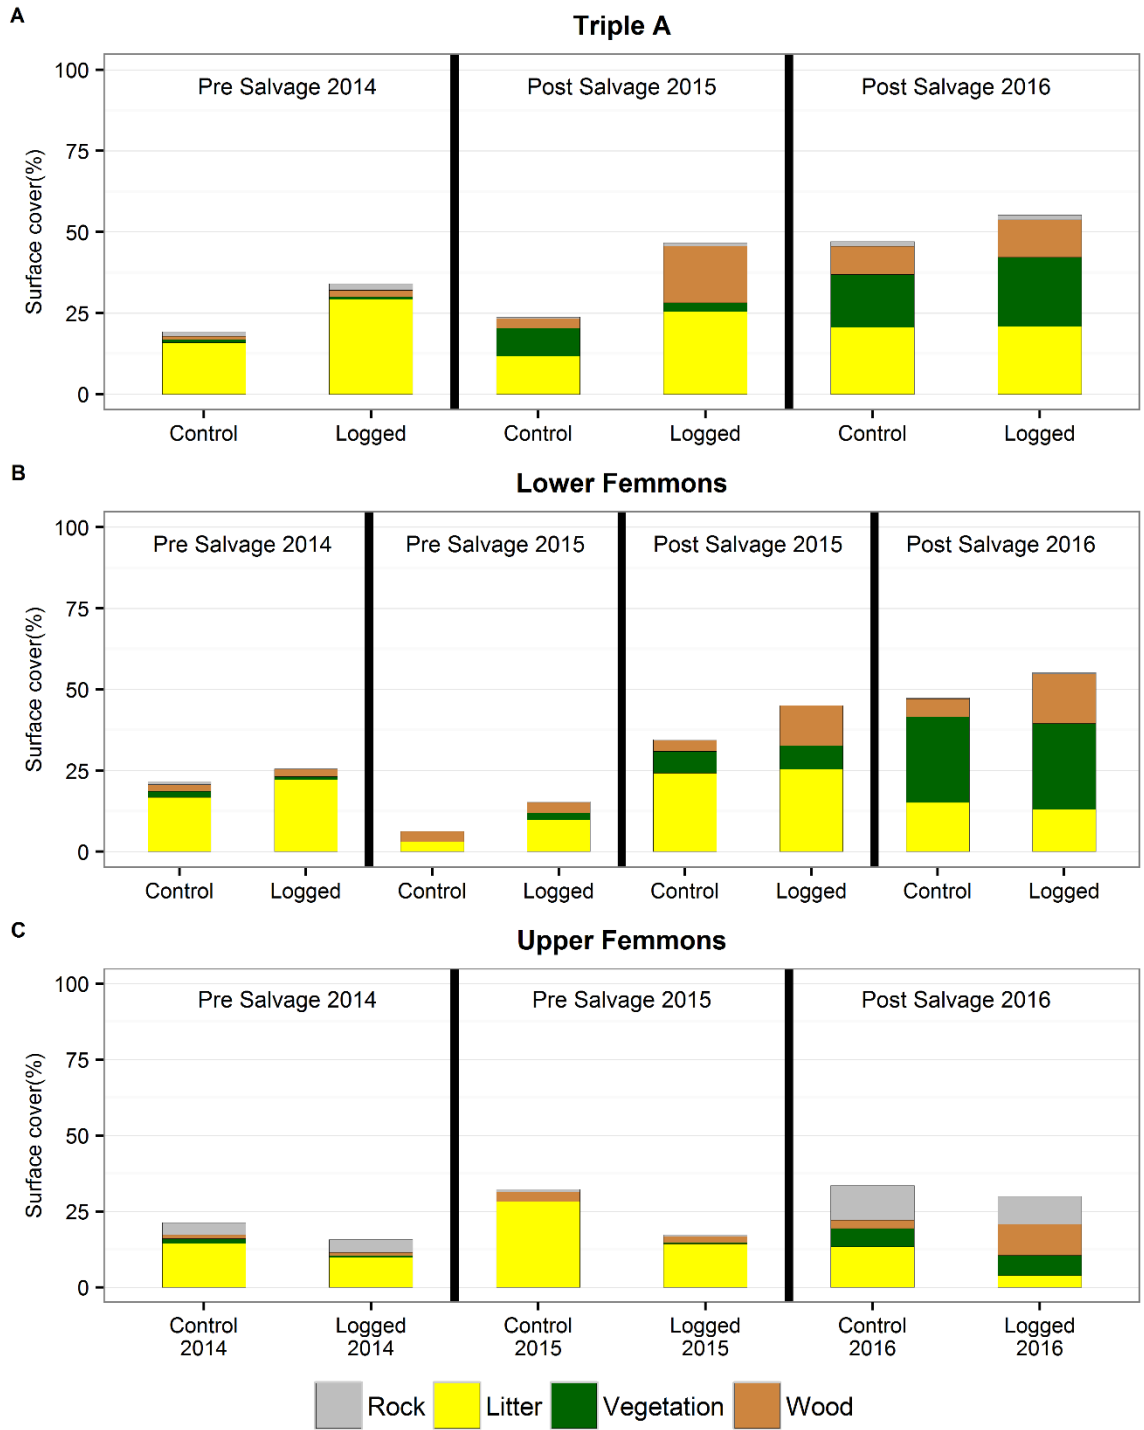 A
Triple A
Pre Salvage 2014
Post Salvage 2015
Post Salvage 2016
Surface cover(%)
100
75
50
25
0
Control
Logged
Control
Logged
Control
Logged
B
Lower Femmons
Pre Salvage 2014
Pre Salvage 2015
Post Salvage 2015
Post Salvage 2016
Surface cover(%)
100
75
50
25
0
Control
Logged
Control
Logged
Control
Logged
Control
Logged
C
Upper Femmons
Pre Salvage 2014
Pre Salvage 2015
Post Salvage 2016
Surface cover(%)
100
75
50
25
0
Control
2014
Logged
2014
Control
2015
Logged
2015
Control
2016
Logged
2016
Rock
Litter
Vegetation
Wood